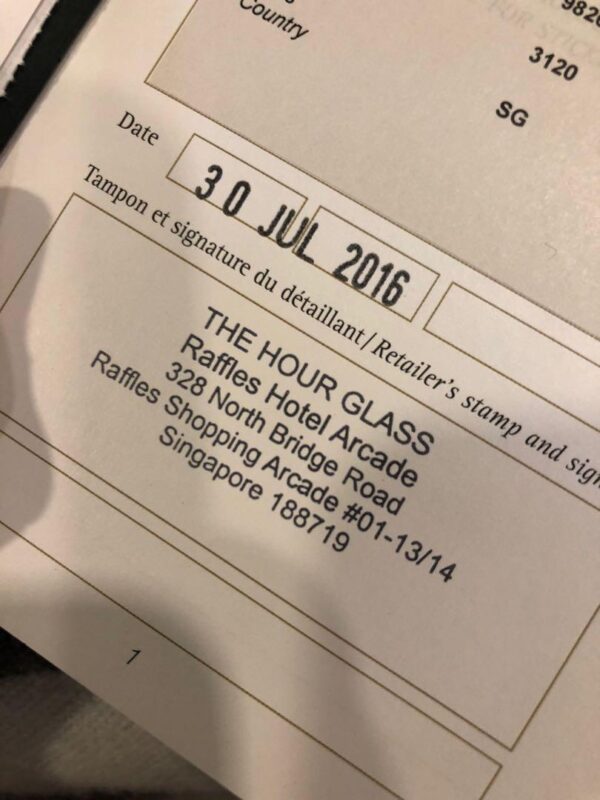 Country
3120
SG
Date
30 JUL 2016
Tampon et signature du détaillant/Retailer's stamp and sign
THE HOUR GLASS
Raffles Hotel Arcade
328 North Bridge Road
Raffles Shopping Arcade #01-13/14
Singapore 188719
1